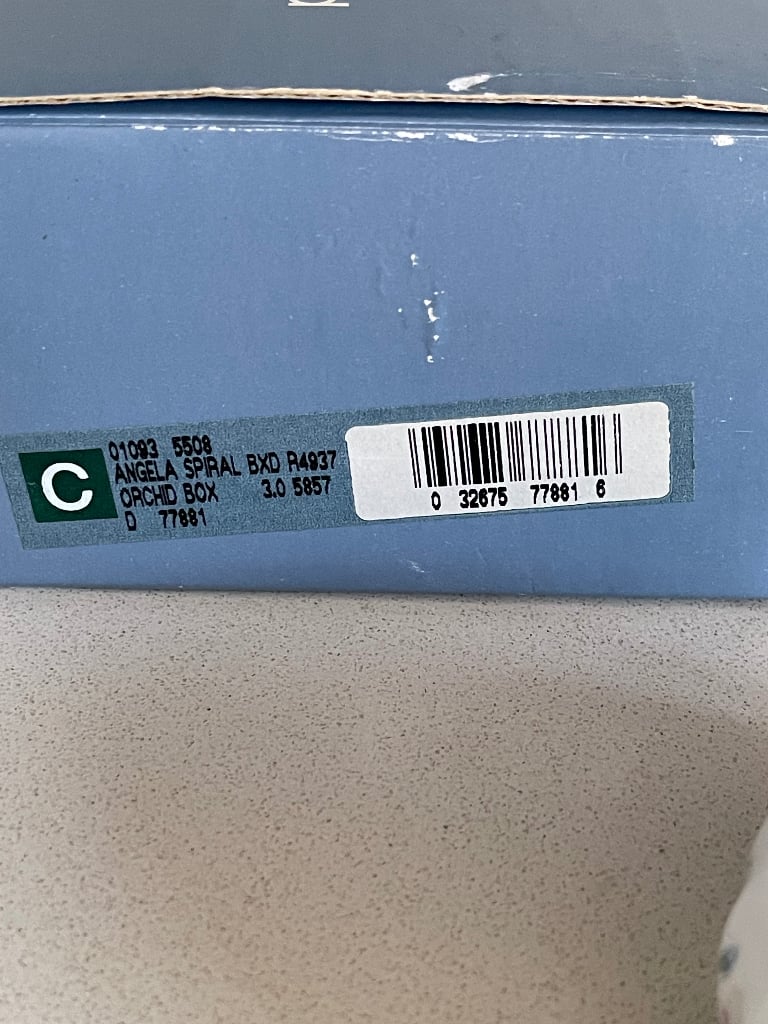 C
01093 5508
ANGELA SPIRAL BXD R4937
ORCHID BOX 3.0 5857
D 77881
0 32675 77881 6